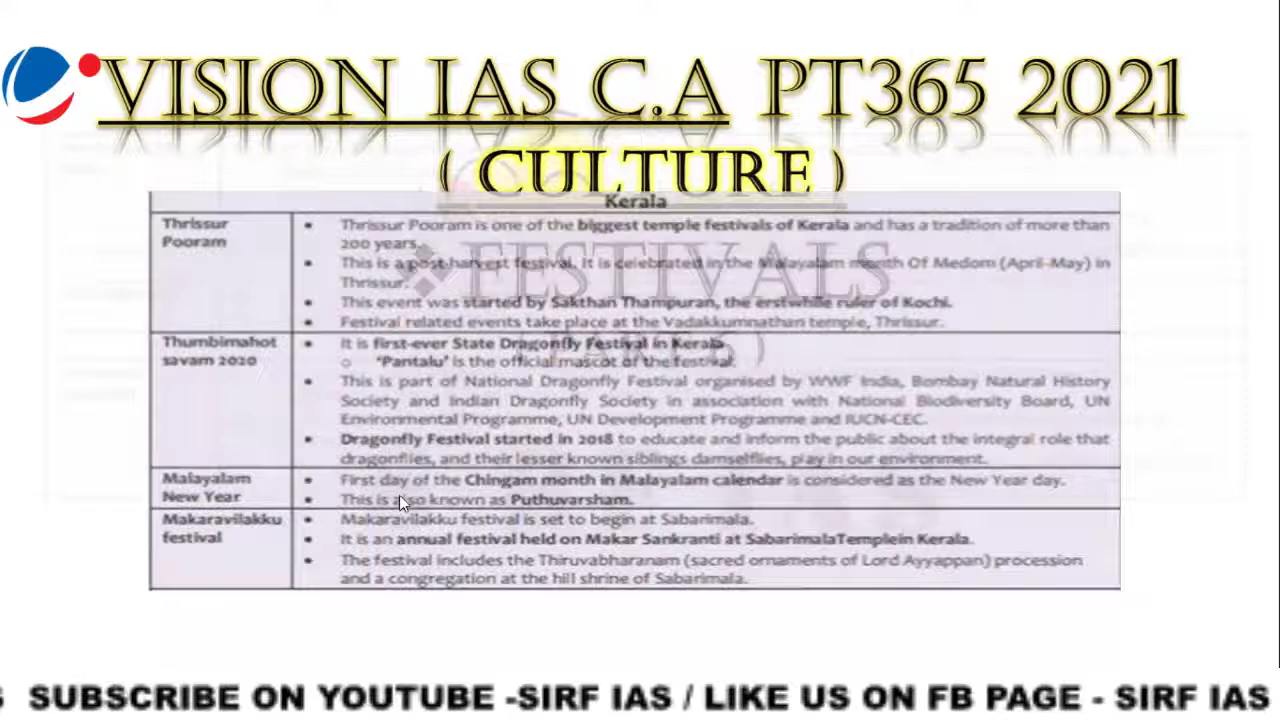 VISION IAS C.A PT365 2021
( CULTURE )
Kerala
❖FESTIVALS
Thrissur Pooram
• Thrissur Pooram is one of the biggest temple festivals of Kerala and has a tradition of more than
200 years.
• This is a post-harvest festival. It is celebrated in the Malayalam month Of Medom (April-May) in
Thrissur.
• This event was started by Sakthan Thampuran, the erstwhile ruler of Kochi.
• Festival related events take place at the Vadakkumnathan temple, Thrissur.
Thumbimahot
savam 2020
• It is first-ever State Dragonfly Festival in Kerala
o 'Pantalu' is the official mascot of the festival.
• This is part of National Dragonfly Festival organised by WWF India, Bombay Natural History
Society and Indian Dragonfly Society in association with National Biodiversity Board, UN
Environmental Programme, UN Development Programme and IUCN-CEC.
• Dragonfly Festival started in 2018 to educate and inform the public about the integral role that
dragonflies, and their lesser known siblings damselflies, play in our environment.
Malayalam
New Year
• First day of the Chingam month in Malayalam calendar is considered as the New Year day.
• This is also known as Puthuvarsham.
Makaravilakku
festival
• Makaravilakku festival is set to begin at Sabarimala.
• It is an annual festival held on Makar Sankranti at SabarimalaTemplein Kerala.
• The festival includes the Thiruvabharanam (sacred ornaments of Lord Ayyappan) procession
and a congregation at the hill shrine of Sabarimala.
SUBSCRIBE ON YOUTUBE -SIRF IAS / LIKE US ON FB PAGE - SIRF IAS